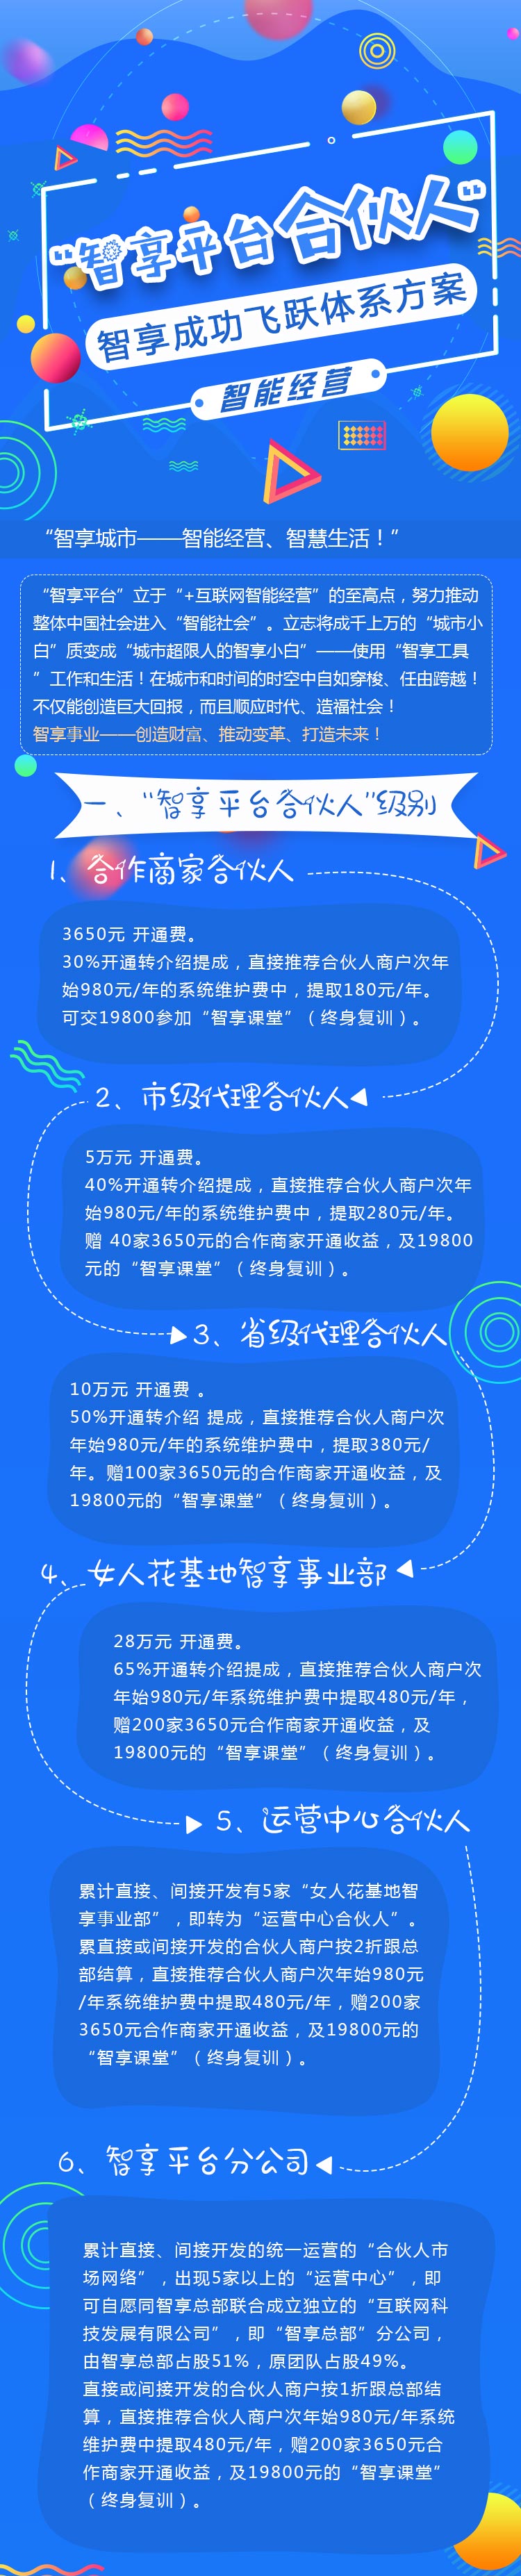 “智享平台合伙人”
智享成功飞跃体系方案
智能经营
“智享城市——智能经营、智慧生活！”
“智享平台”立于“+互联网智能经营”的至高点，努力推动
整体中国社会进入“智能社会”。立志将成千上万的“城市小
白”质变成“城市超限人的智享小白”——使用“智享工具
”工作和生活！在城市和时间的时空中自如穿梭、任由跨越！
不仅能创造巨大回报，而且顺应时代、造福社会！
智享事业——创造财富、推动变革、打造未来！
一、“智享平台合伙人”级别
1、合作商家合伙人
3650元 开通费。
30%开通转介绍提成，直接推荐合伙人商户次年
始980元/年的系统维护费中，提取180元/年。
可交19800参加“智享课堂”（终身复训）。
2、市级代理合伙人
5万元 开通费。
40%开通转介绍提成，直接推荐合伙人商户次年
始980元/年的系统维护费中，提取280元/年。
赠 40家3650元的合作商家开通收益，及19800
元的“智享课堂”（终身复训）。
3、省级代理合伙人
10万元 开通费 。
50%开通转介绍 提成，直接推荐合伙人商户次
年始980元/年的系统维护费中，提取380元/
年。赠100家3650元的合作商家开通收益，及
19800元的“智享课堂”（终身复训）。
4、女人花基地智享事业部
28万元 开通费。
65%开通转介绍提成，直接推荐合伙人商户次
年始980元/年系统维护费中提取480元/年，
赠200家3650元合作商家开通收益，及
19800元的“智享课堂”（终身复训）。
5、运营中心合伙人
累计直接、间接开发有5家“女人花基地智
享事业部”，即转为“运营中心合伙人”。
累直接或间接开发的合伙人商户按2折跟总
部结算，直接推荐合伙人商户次年始980元
/年系统维护费中提取480元/年，赠200家
3650元合作商家开通收益，及19800元的
“智享课堂”（终身复训）。
6、智享平台分公司
累计直接、间接开发的统一运营的“合伙人市
场网络”，出现5家以上的“运营中心”，即
可自愿同智享总部联合成立独立的“互联网科
技发展有限公司”，即“智享总部”分公司，
由智享总部占股51%，原团队占股49%。
直接或间接开发的合伙人商户按1折跟总部结
算，直接推荐合伙人商户次年始980元/年系统
维护费中提取480元/年，赠200家3650元合
作商家开通收益，及19800元的“智享课堂”
（终身复训）。